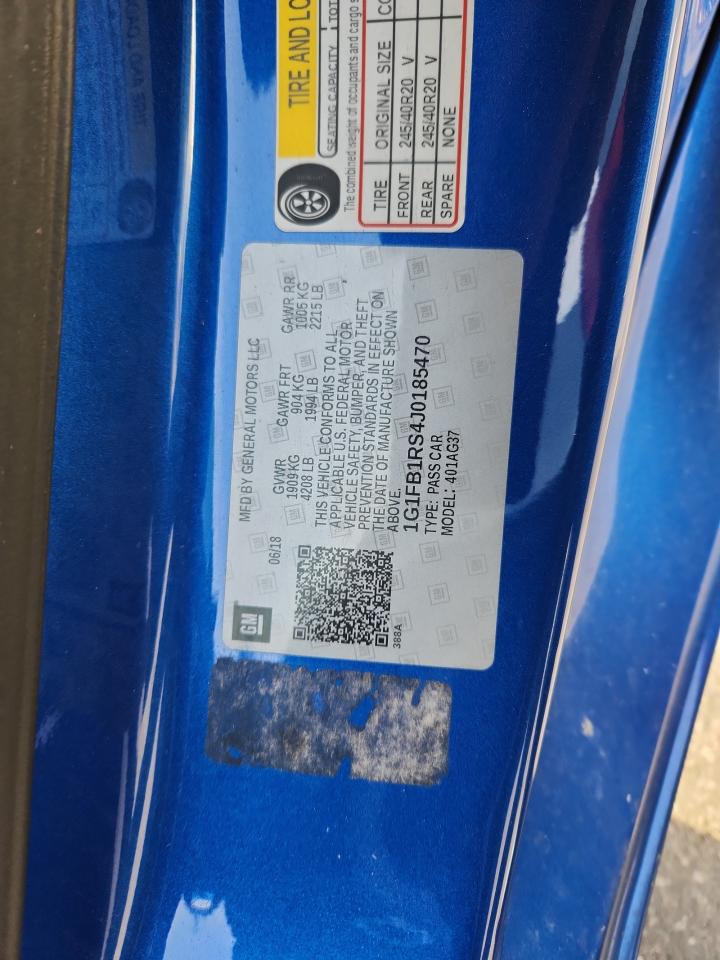 TIRE AND LO
SEATING CAPACITY TOT
The combined weight of occupants and cargo s
TIRE ORIGINAL SIZE CO
FRONT 245/40R20 V
REAR 245/40R20 V
SPARE NONE
GM
MFD BY GENERAL MOTORS LLC
06/18
GVWR GAWR FRT GAWR RR
1909 KG 904 KG 1005 KG
4208 LB 1994 LB 2215 LB
THIS VEHICLE CONFORMS TO ALL
APPLICABLE U.S. FEDERAL MOTOR
VEHICLE SAFETY, BUMPER, AND THEFT
PREVENTION STANDARDS IN EFFECT ON
THE DATE OF MANUFACTURE SHOWN
ABOVE.
1G1FB1RS4J0185470
TYPE: PASS CAR
MODEL: 401AG37
388A